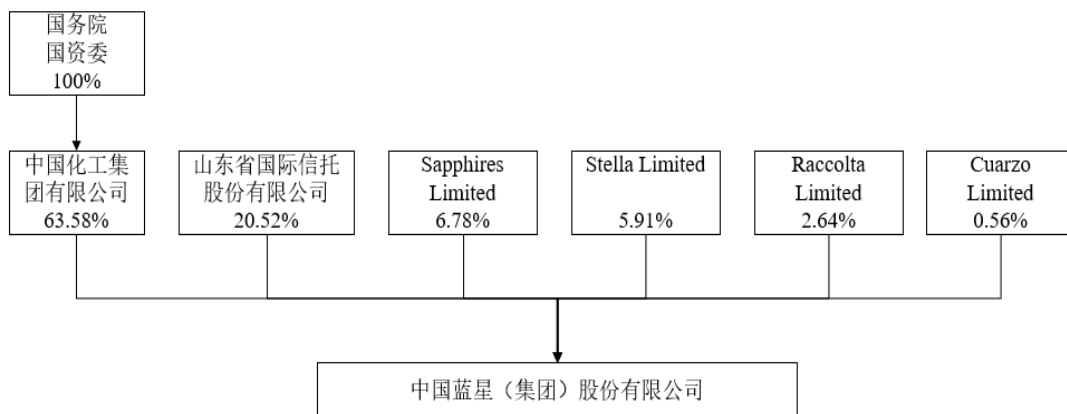 国务院
国资委
100%
中国化工集
团有限公司
63.58%
山东省国际信托
股份有限公司
20.52%
Sapphires
Limited
6.78%
Stella Limited
5.91%
Raccolta
Limited
2.64%
Cuarzo
Limited
0.56%
中国蓝星（集团）股份有限公司